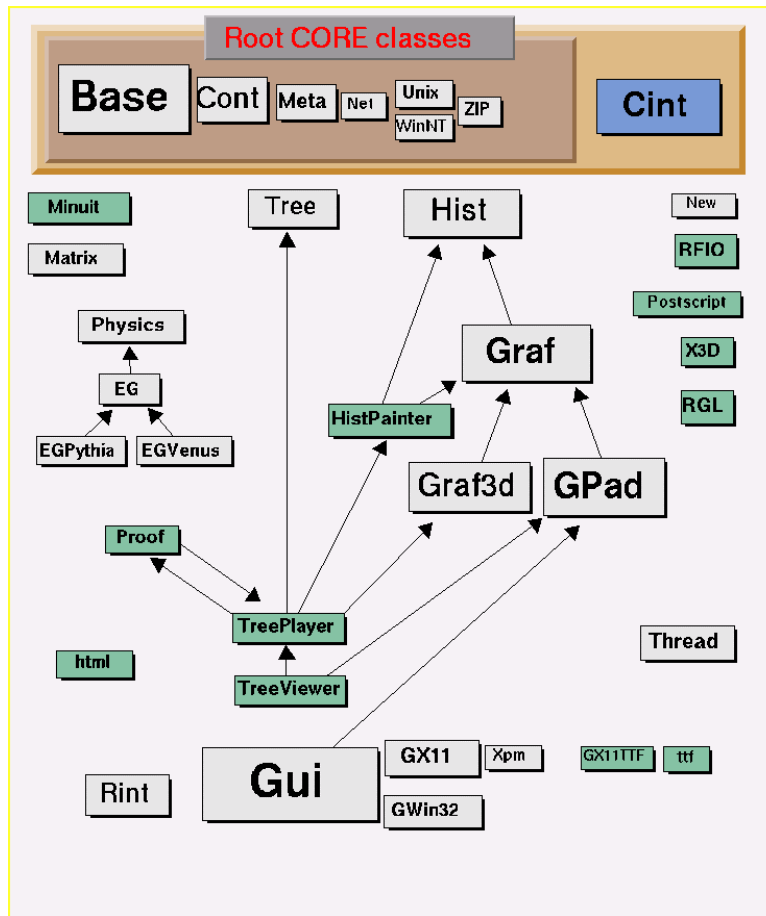 Root CORE classes
Base
Cont
Meta
Net
Unix
WinNT
ZIP
Cint
Minuit
Tree
Hist
New
Matrix
RFIO
Physics
Postscript
Graf
X3D
EG
HistPainter
RGL
EGPythia
EGVenus
Graf3d
GPad
Proof
TreePlayer
Thread
html
TreeViewer
Gui
GX11
Xpm
GX11TTF
ttf
Rint
GWin32